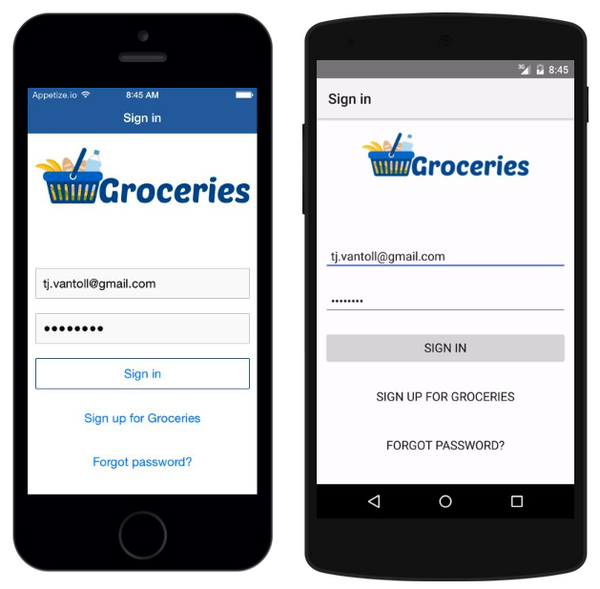 Appetize.io 8:45 AM
Sign in
Groceries
tj.vantoll@gmail.com
••••••••
Sign in
Sign up for Groceries
Forgot password?
3G 8:45
Sign in
Groceries
tj.vantoll@gmail.com
••••••••
SIGN IN
SIGN UP FOR GROCERIES
FORGOT PASSWORD?